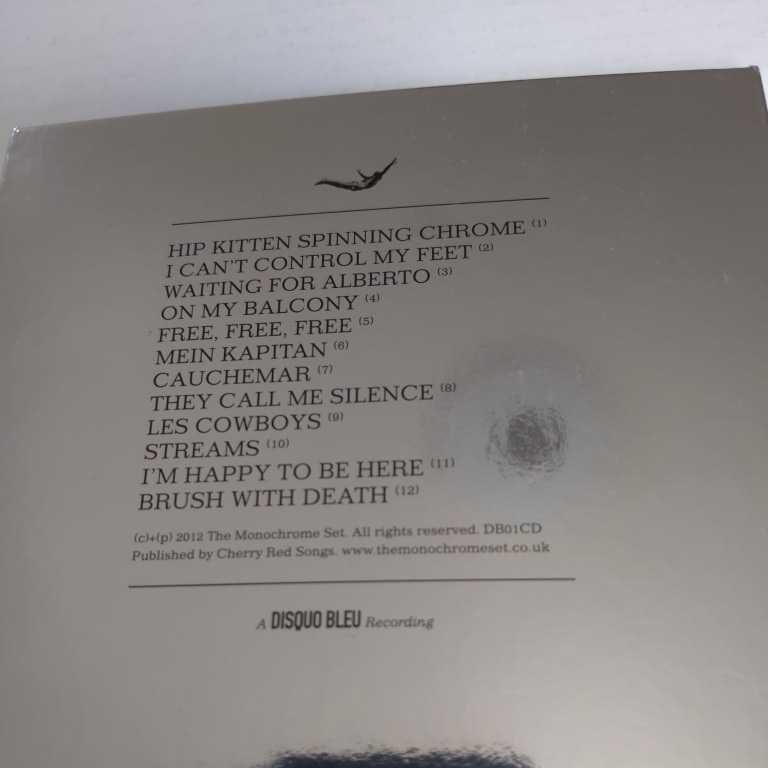 HIP KITTEN SPINNING CHROME (1)
I CAN'T CONTROL MY FEET (2)
WAITING FOR ALBERTO (3)
ON MY BALCONY (4)
FREE, FREE, FREE (5)
MEIN KAPITAN (6)
CAUCHEMAR (7)
THEY CALL ME SILENCE (8)
LES COWBOYS (9)
STREAMS (10)
I'M HAPPY TO BE HERE (11)
BRUSH WITH DEATH (12)
(c)+(p) 2012 The Monochrome Set. All rights reserved. DB01CD
Published by Cherry Red Songs. www.themonochromeset.co.uk
A DISQUO BLEU Recording